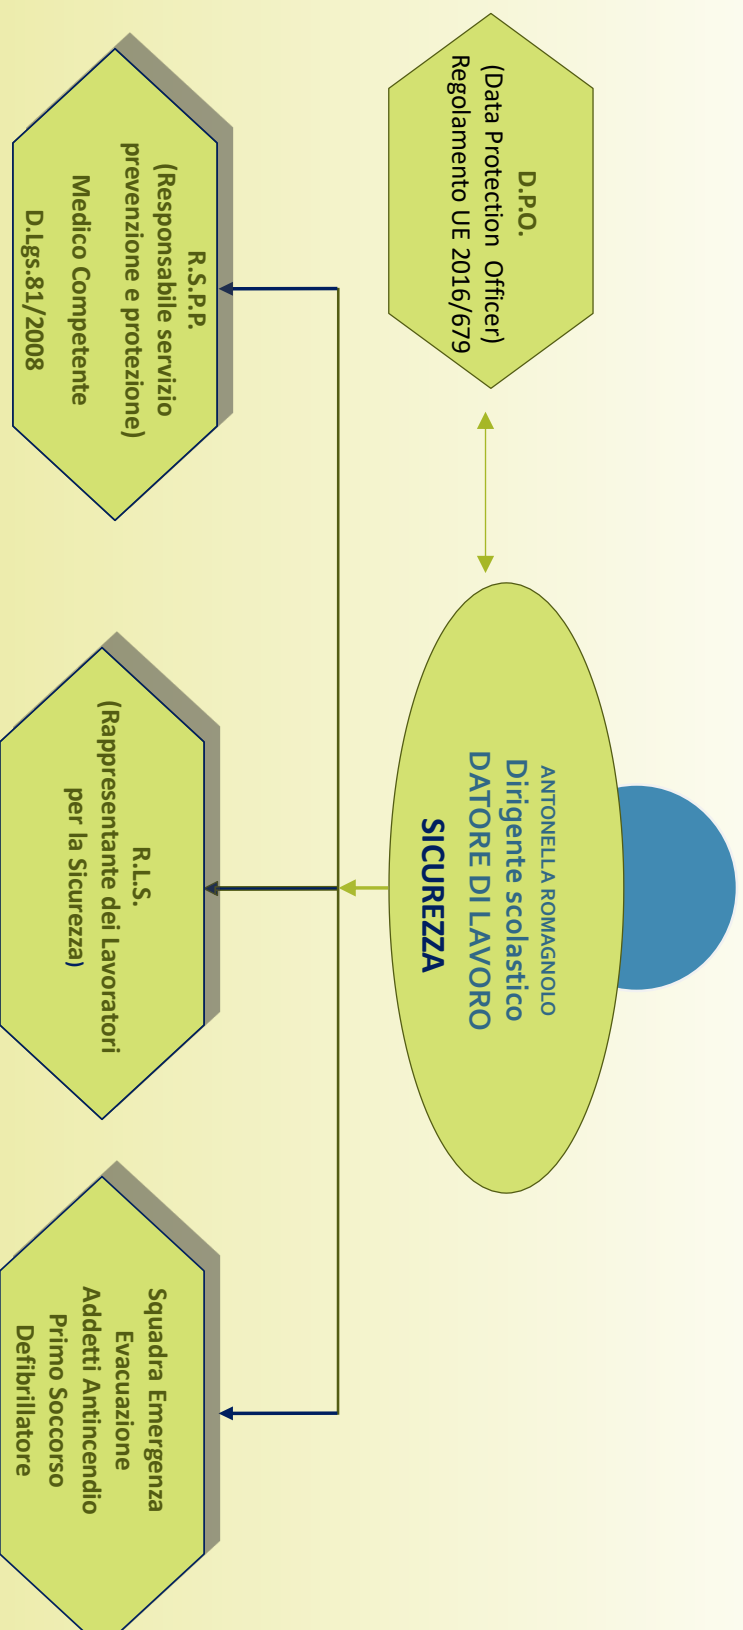 D.P.O.
(Data Protection Officer)
Regolamento UE 2016/679
ANTONELLA ROMAGNOLO
Dirigente scolastico
DATORE DI LAVORO
SICUREZZA
R.S.P.P.
(Responsabile servizio
prevenzione e protezione)
Medico Competente
D.Lgs.81/2008
R.L.S.
(Rappresentante dei Lavoratori
per la Sicurezza)
Squadra Emergenza
Evacuazione
Addetti Antincendio
Primo Soccorso
Defibrillatore